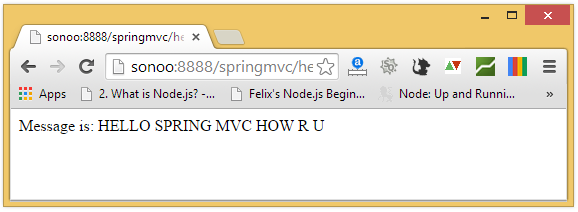 sonoo:8888/springmvc/he
sonoo:8888/springmvc/he
Apps 2. What is Node.js? -... Felix's Node.js Begin... Node: Up and Runni... »
Message is: HELLO SPRING MVC HOW R U